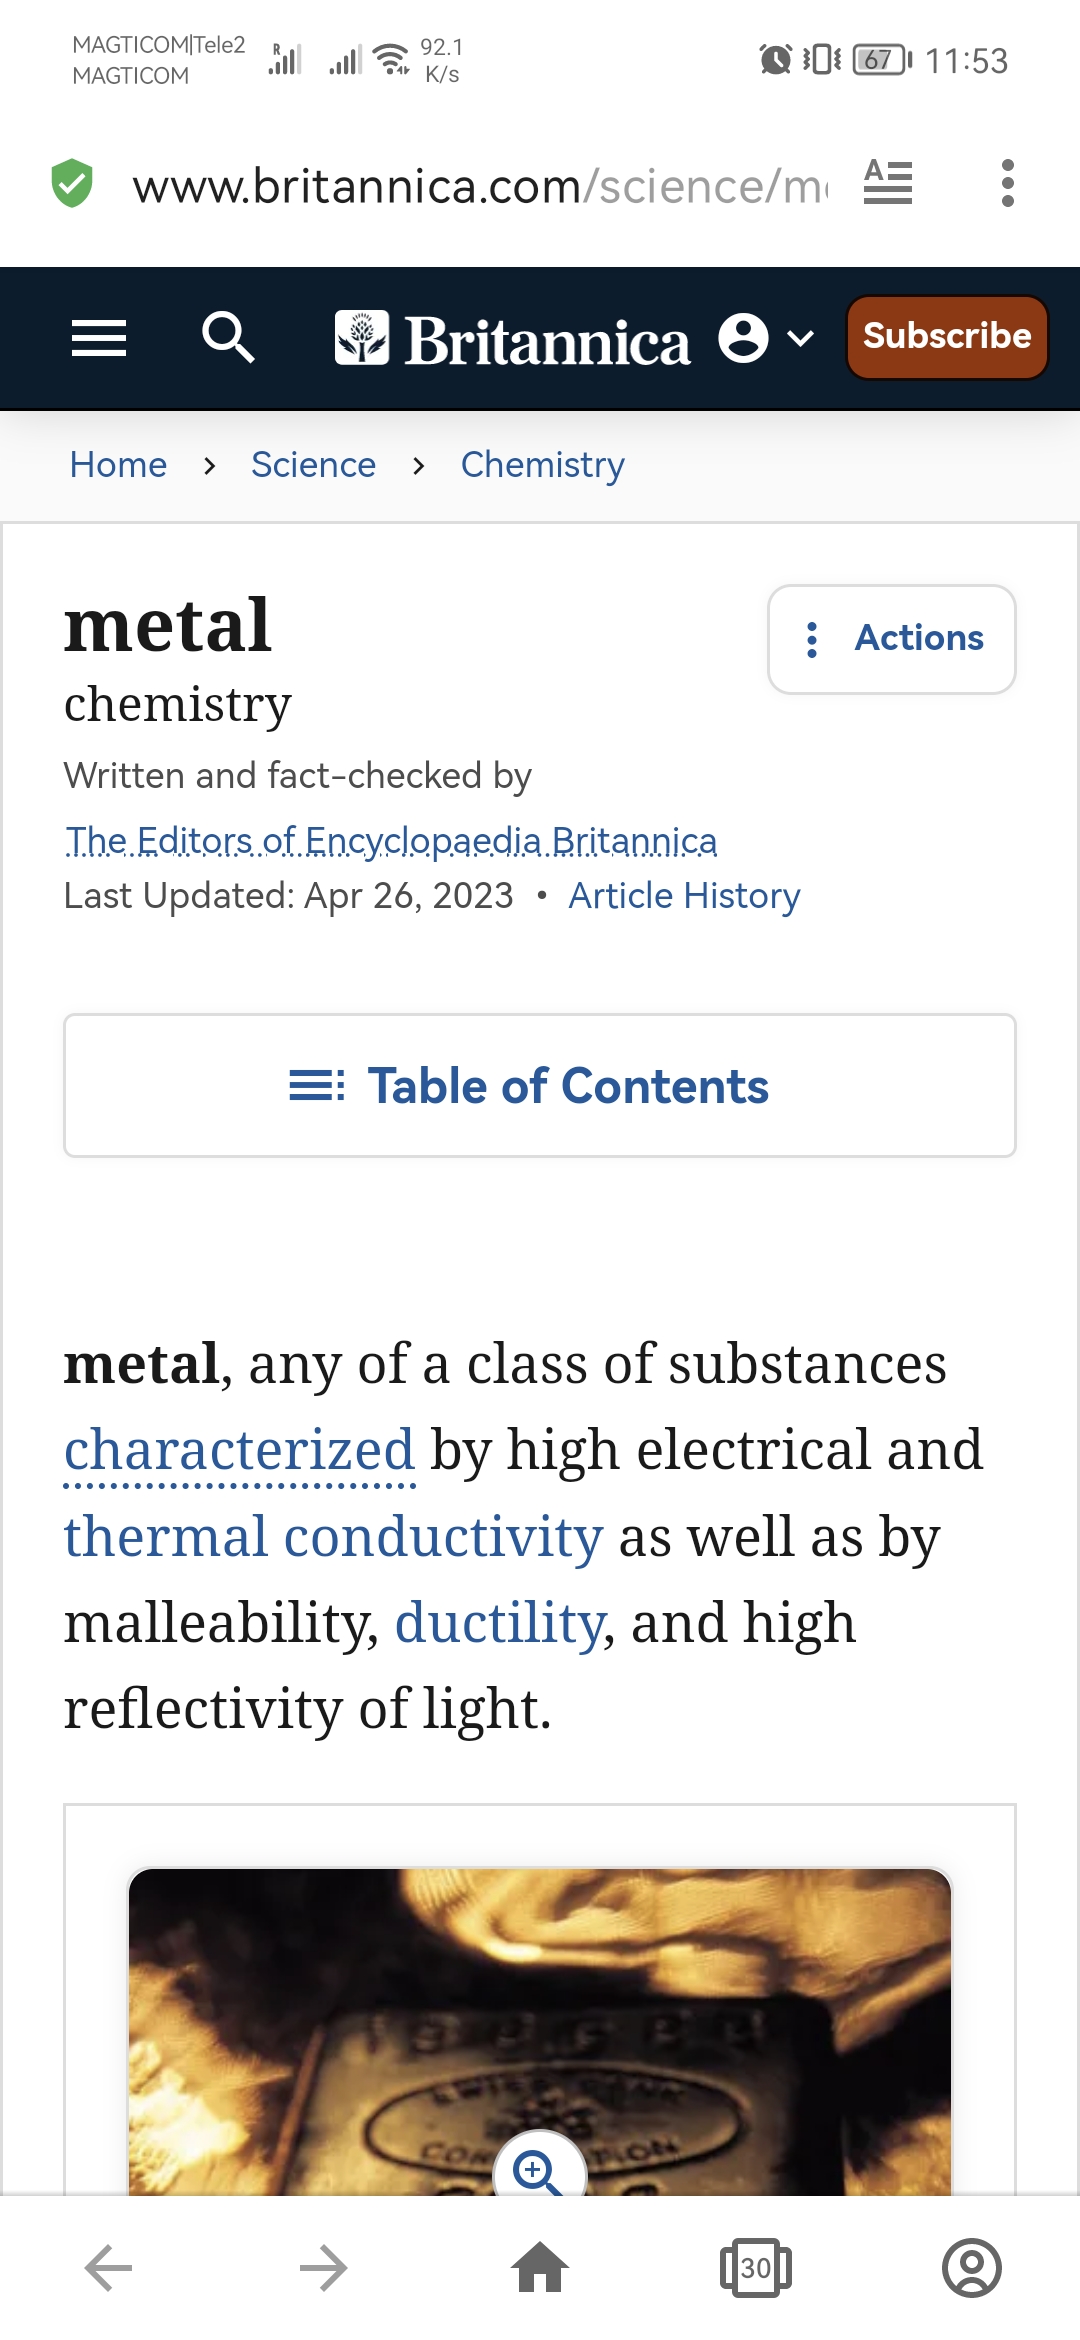 MAGTICOM|Tele2
MAGTICOM
R
92.1
K/s
67
11:53
www.britannica.com/science/m
Britannica
Subscribe
Home > Science > Chemistry
metal
Actions
chemistry
Written and fact-checked by
The Editors of Encyclopaedia Britannica
Last Updated: Apr 26, 2023 • Article History
Table of Contents
metal, any of a class of substances
characterized by high electrical and
thermal conductivity as well as by
malleability, ductility, and high
reflectivity of light.
30